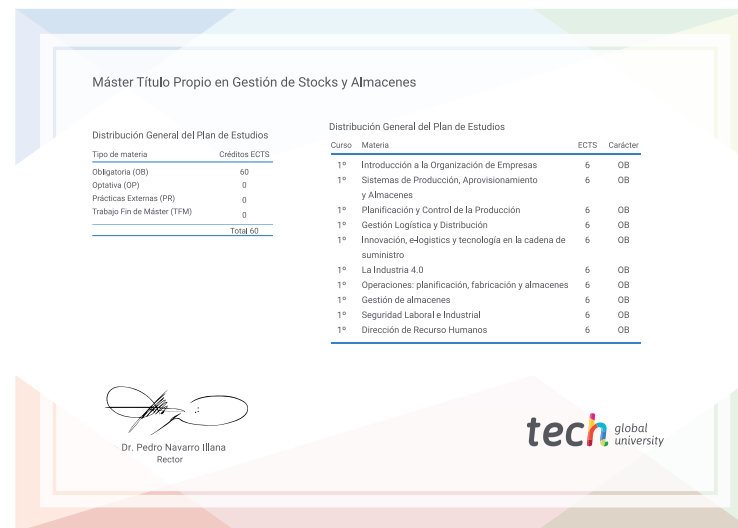 Máster Título Propio en Gestión de Stocks y Almacenes
Distribución General del Plan de Estudios
Tipo de materia Créditos ECTS
Obligatoria (OB) 60
Optativa (OP) 0
Prácticas Externas (PR) 0
Trabajo Fin de Máster (TFM) 0
Total 60
Distribución General del Plan de Estudios
Curso Materia ECTS Carácter
1º Introducción a la Organización de Empresas 6 OB
1º Sistemas de Producción, Aprovisionamiento 6 OB
y Almacenes
1º Planificación y Control de la Producción 6 OB
1º Gestión Logística y Distribución 6 OB
1º Innovación, e-logistics y tecnología en la cadena de 6 OB
suministro
1º La Industria 4.0 6 OB
1º Operaciones: planificación, fabricación y almacenes 6 OB
1º Gestión de almacenes 6 OB
1º Seguridad Laboral e Industrial 6 OB
1º Dirección de Recurso Humanos 6 OB
Dr. Pedro Navarro Illana
Rector
tech global
university